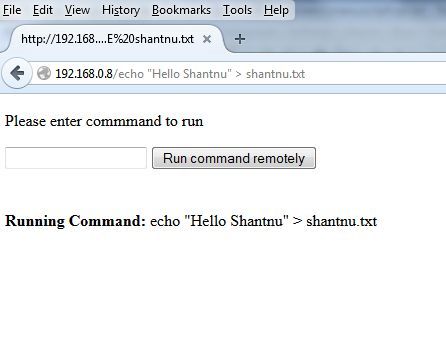 File Edit View History Bookmarks Tools Help
http://192.168....E%20shantnu.txt × +
192.168.0.8/echo "Hello Shantnu" > shantnu.txt
Please enter commmand to run
Run command remotely
Running Command: echo "Hello Shantnu" > shantnu.txt